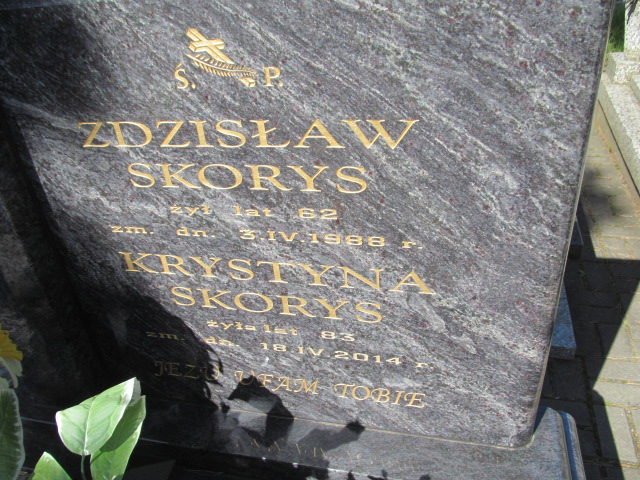 Ś. P.
ZDZISŁAW
SKORYS
żył lat 62
zm. dn. 3.IV.1988 r.
KRYSTYNA
SKORYS
żyła lat 83
zm. dn. 18.IV.2014 r.
JEZU UFAM TOBIE